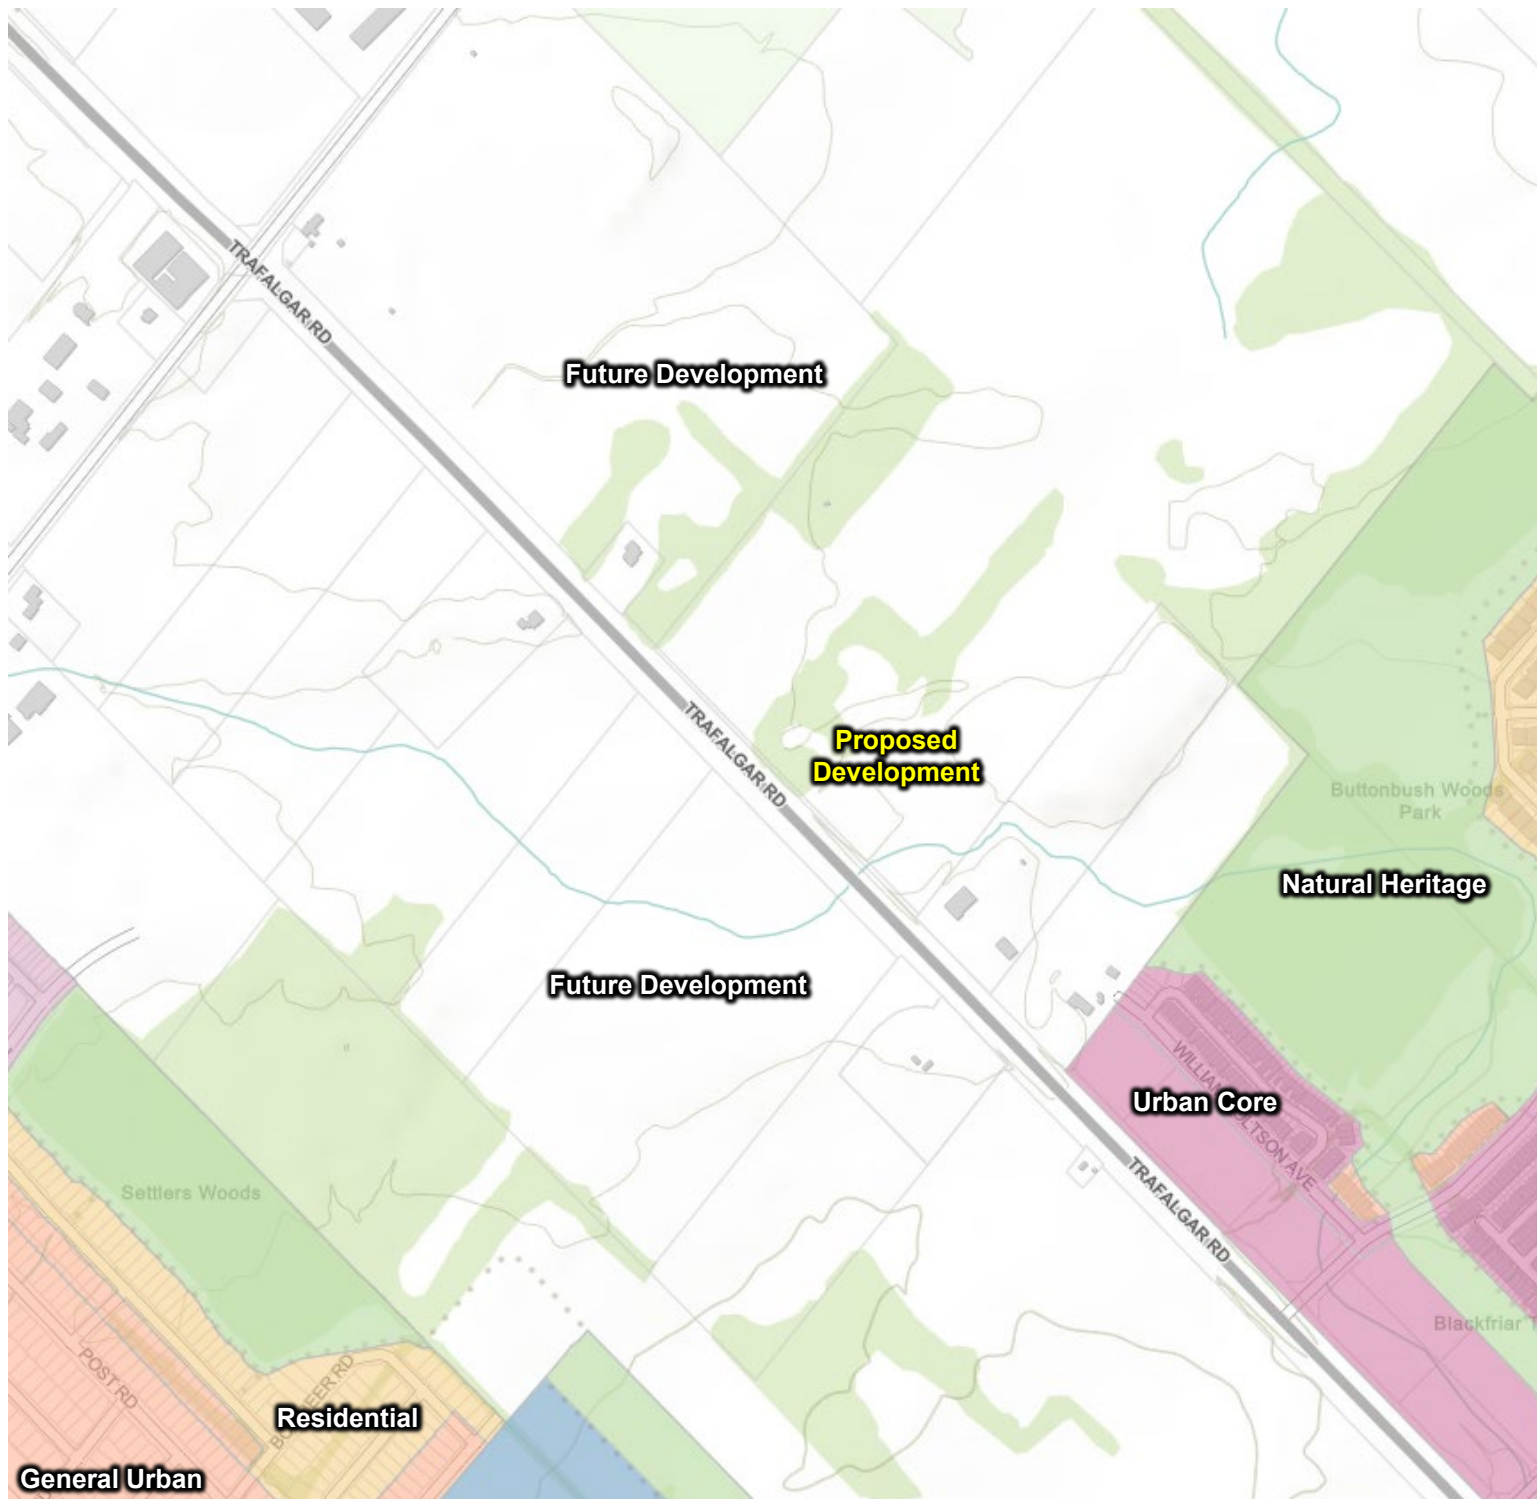 TRAFALGAR RD
Future Development
TRAFALGAR RD
Proposed
Development
Buttonbush Woods
Park
Natural Heritage
Future Development
Urban Core
TRAFALGAR RD
Settlers Woods
POST RD
Residential
General Urban